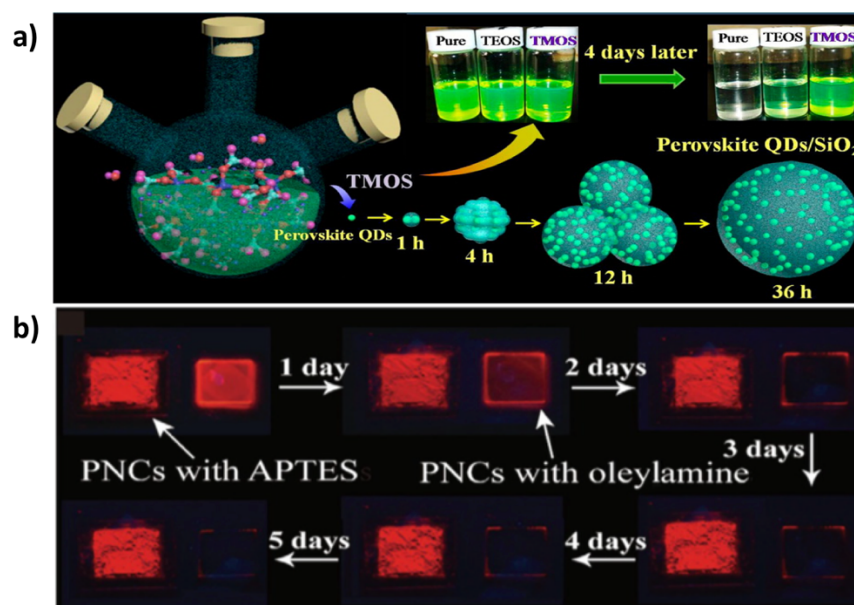 a)
Pure TEOS TMOS
4 days later
Pure TEOS TMOS
Perovskite QDs/SiO₂
TMOS
Perovskite QDs
1 h
4 h
12 h
36 h
b)
1 day
2 days
PNCs with APTES
PNCs with oleylamine
3 days
5 days
4 days